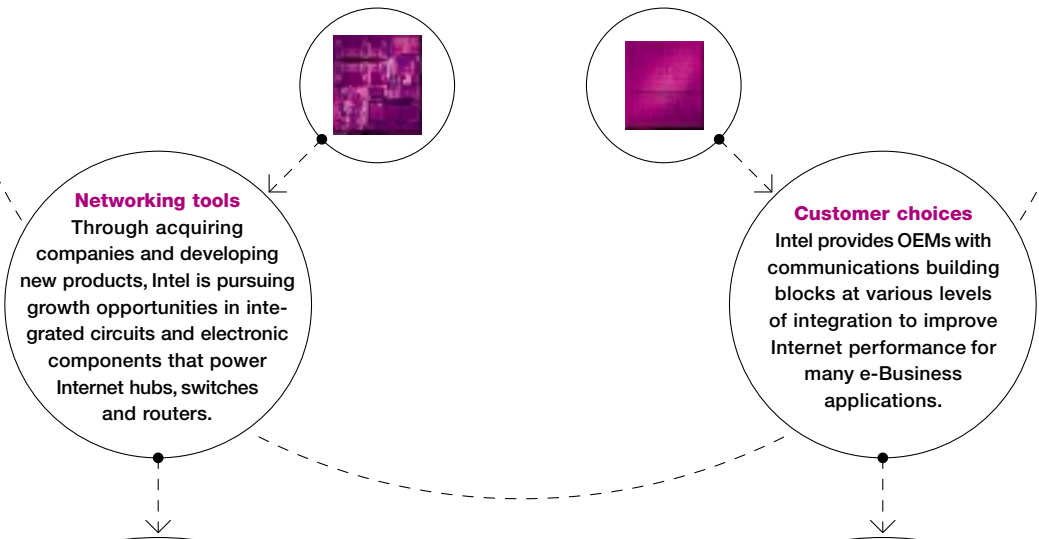 Networking tools
Through acquiring
companies and developing
new products, Intel is pursuing
growth opportunities in inte-
grated circuits and electronic
components that power
Internet hubs, switches
and routers.
Customer choices
Intel provides OEMs with
communications building
blocks at various levels
of integration to improve
Internet performance for
many e-Business
applications.